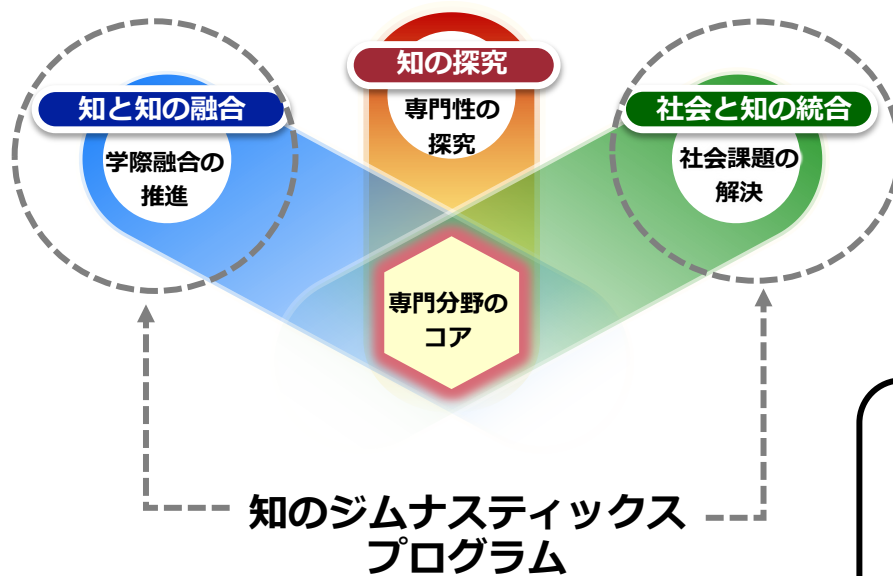 知と知の融合
学際融合の
推進
知の探究
専門性の
探究
社会と知の統合
社会課題の
解決
専門分野の
コア
知のジムナスティックス
プログラム